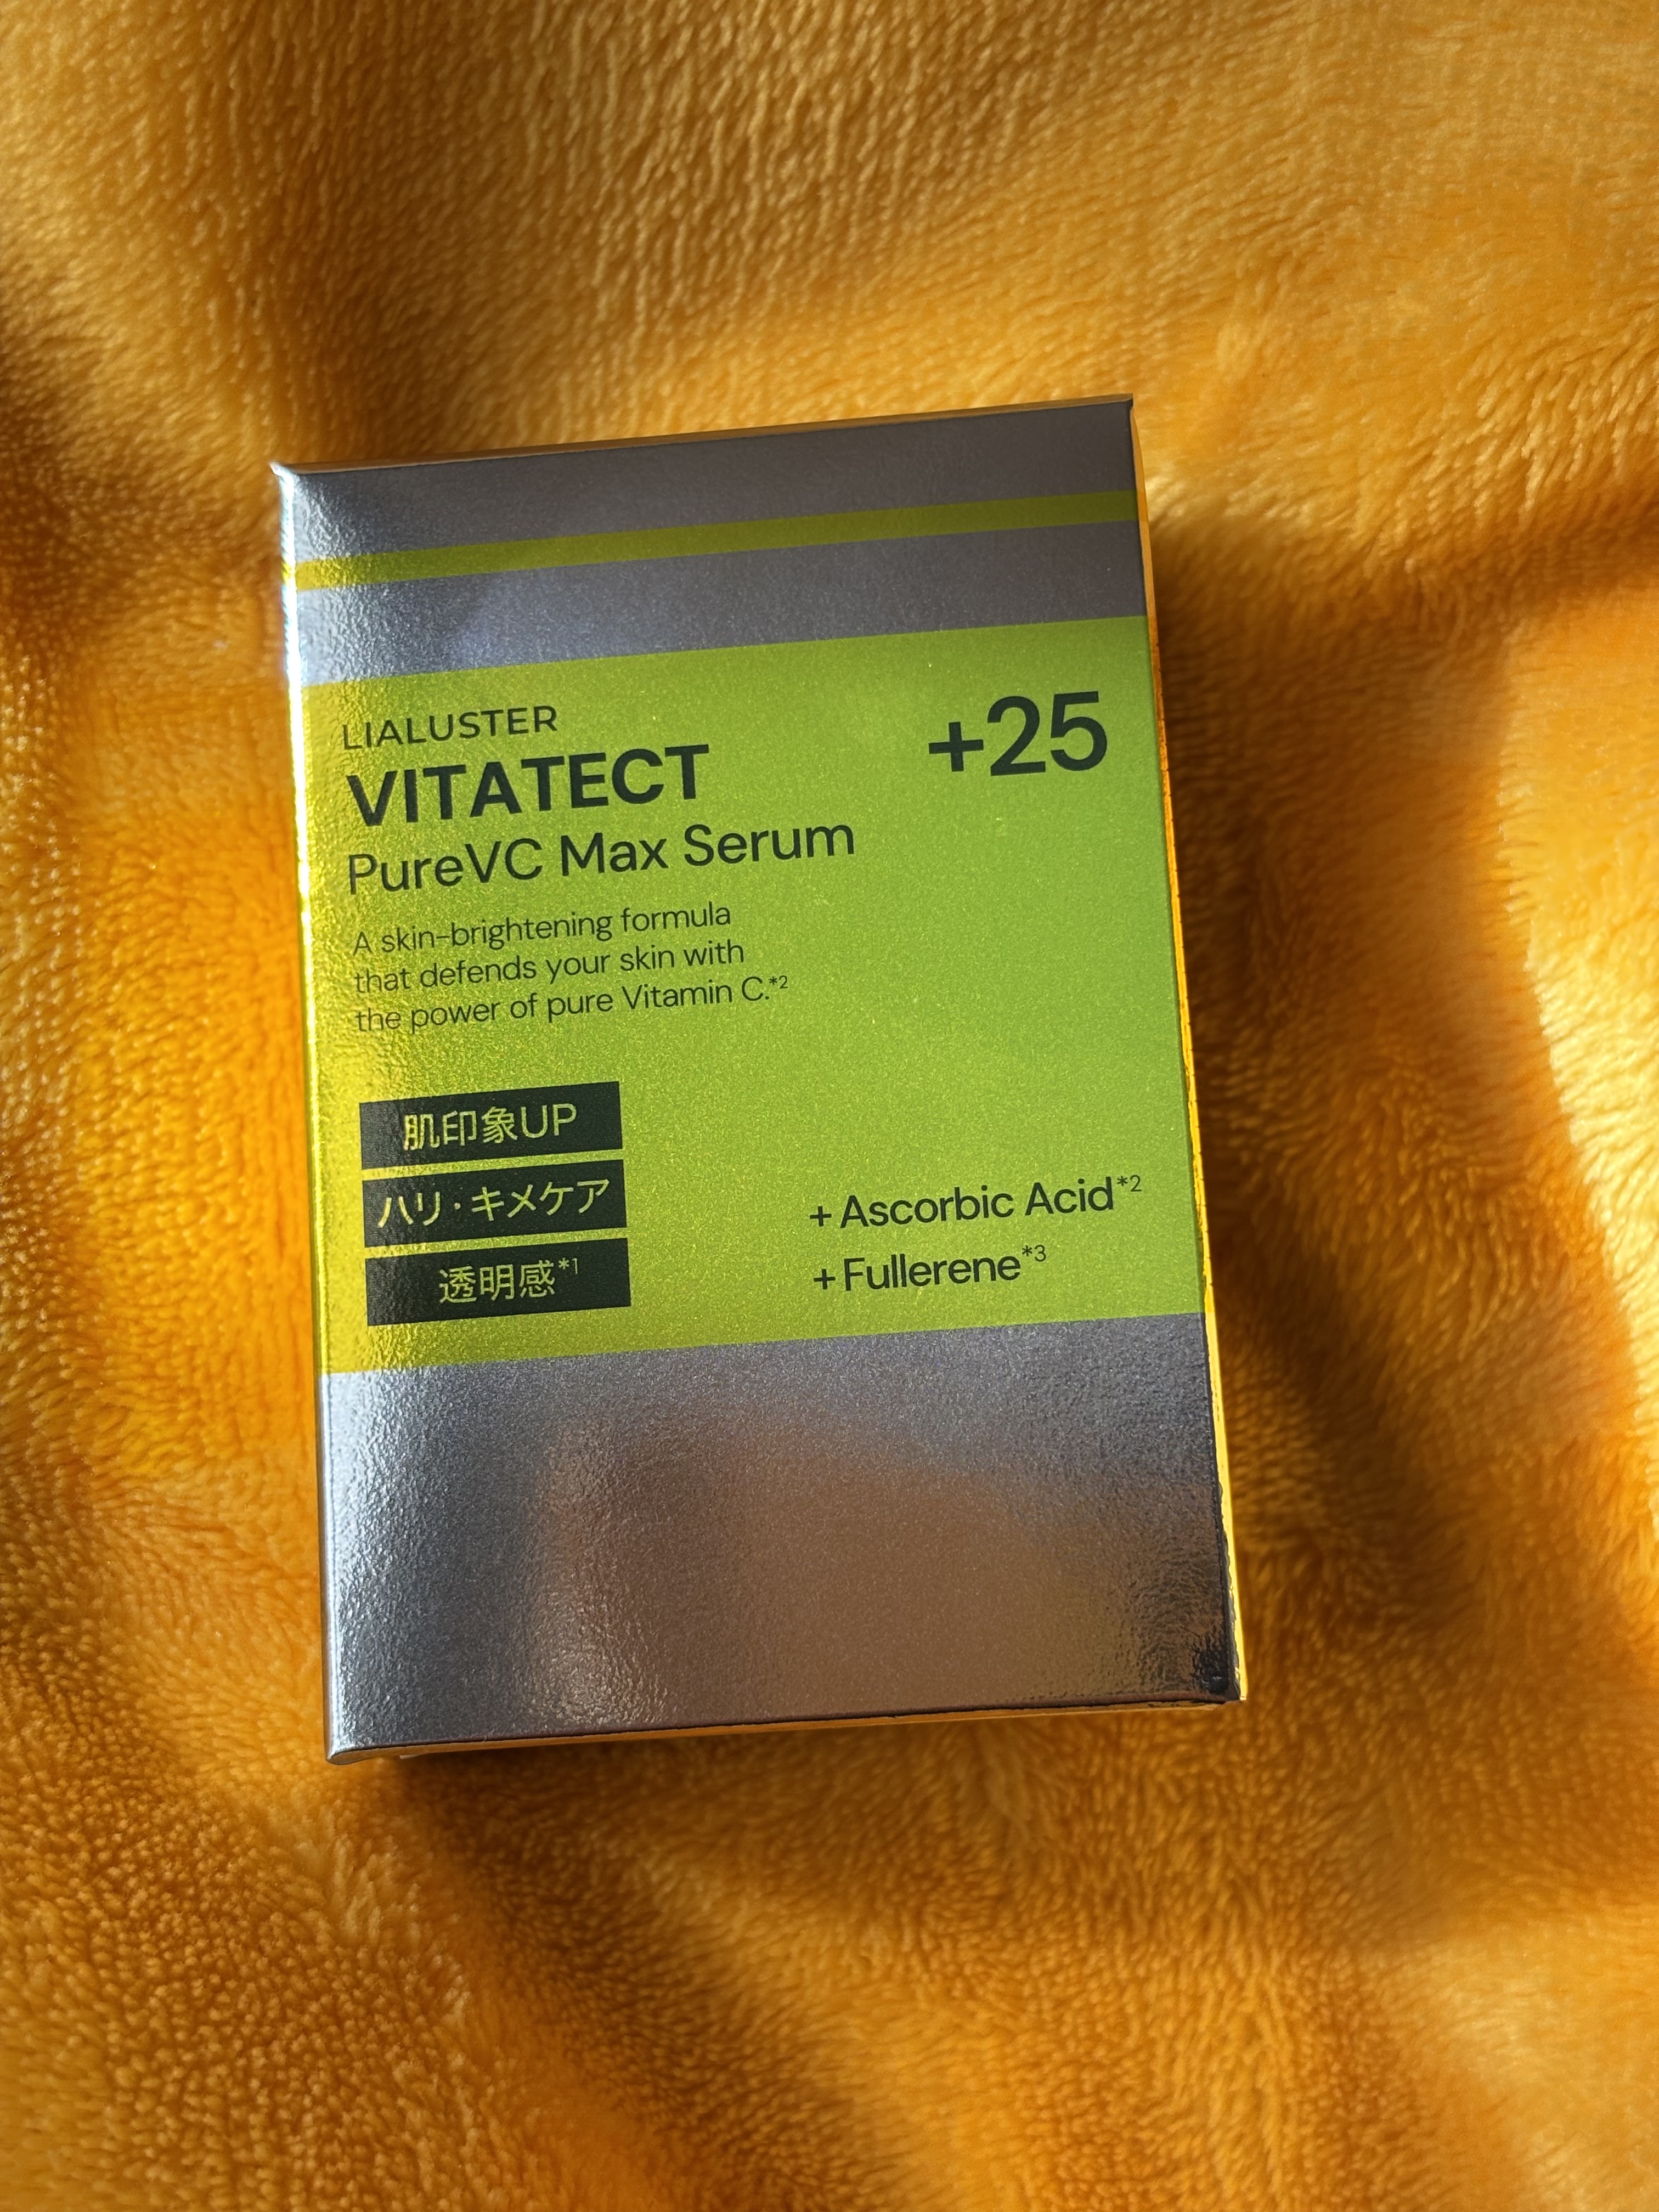 LIALUSTER
VITATECT
+25
PureVC Max Serum
A skin-brightening formula
that defends your skin with
the power of pure Vitamin C.*2
肌印象UP
ハリ・キメケア
透明感*1
+ Ascorbic Acid*2
+ Fullerene*3